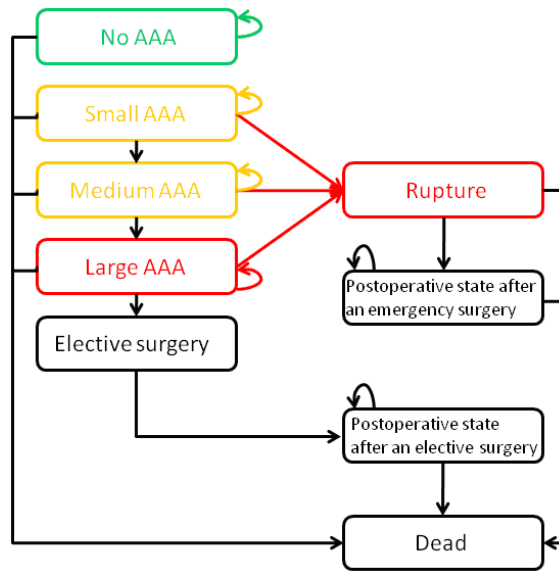 No AAA
Small AAA
Medium AAA
Large AAA
Elective surgery
Rupture
Postoperative state after
an emergency surgery
Postoperative state
after an elective surgery
Dead